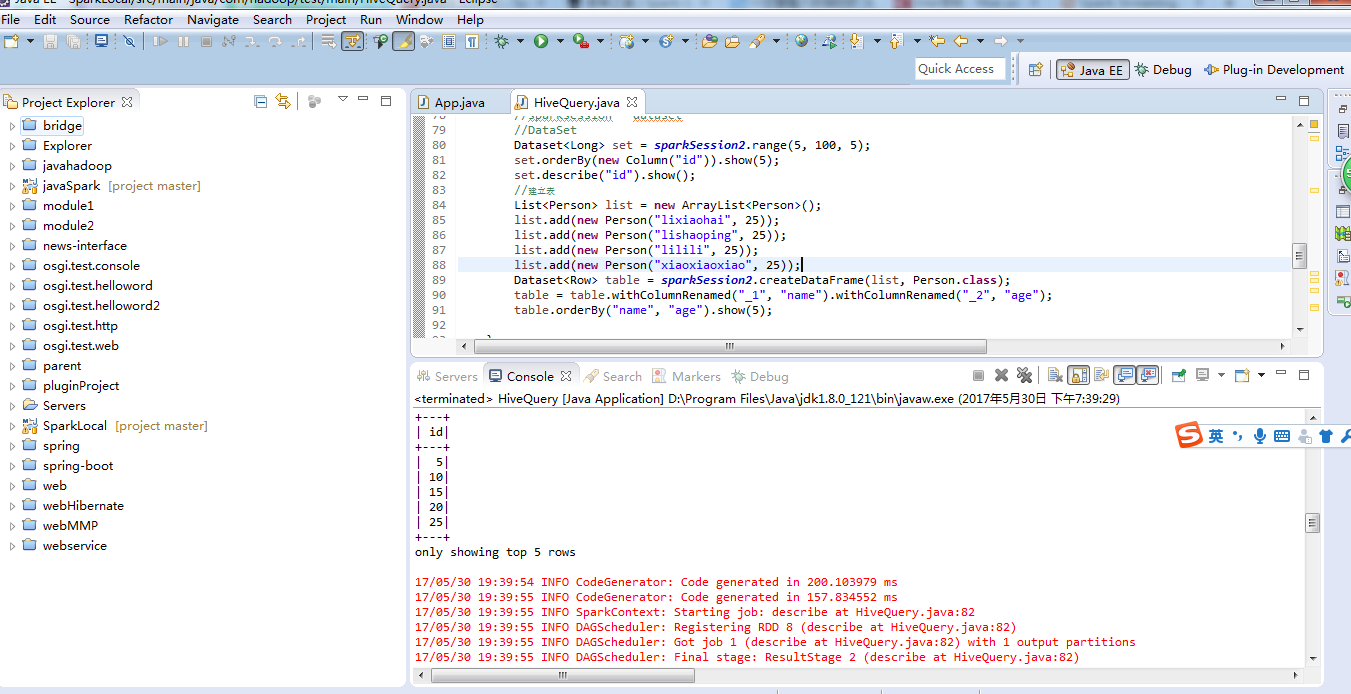 Java EE - SparkLocal/src/main/java/com/hadoop/test/main/HiveQuery.java - Eclipse
File Edit Source Refactor Navigate Search Project Run Window Help
Quick Access Java EE Debug Plug-in Development
Project Explorer
bridge
Explorer
javahadoop
javaSpark [project master]
module1
module2
news-interface
osgi.test.console
osgi.test.helloword
osgi.test.helloword2
osgi.test.http
osgi.test.web
parent
pluginProject
Servers
SparkLocal [project master]
spring
spring-boot
web
webHibernate
webMMP
webservice
App.java HiveQuery.java
78 //sparkSession dataset
79 //DataSet
80 Dataset<Long> set = sparkSession2.range(5, 100, 5);
81 set.orderBy(new Column("id")).show(5);
82 set.describe("id").show();
83 //建立表
84 List<Person> list = new ArrayList<Person>();
85 list.add(new Person("lixiaohai", 25));
86 list.add(new Person("lishaoping", 25));
87 list.add(new Person("lilili", 25));
88 list.add(new Person("xiaoxiaoxiao", 25));
89 Dataset<Row> table = sparkSession2.createDataFrame(list, Person.class);
90 table = table.withColumnRenamed("_1", "name").withColumnRenamed("_2", "age");
91 table.orderBy("name", "age").show(5);
92
93 }
Servers Console Search Markers Debug
<terminated> HiveQuery [Java Application] D:\Program Files\Java\jdk1.8.0_121\bin\javaw.exe (2017年5月30日 下午7:39:29)
+---+
| id|
+---+
|  5|
| 10|
| 15|
| 20|
| 25|
+---+
only showing top 5 rows
17/05/30 19:39:54 INFO CodeGenerator: Code generated in 200.103979 ms
17/05/30 19:39:55 INFO CodeGenerator: Code generated in 157.834552 ms
17/05/30 19:39:55 INFO SparkContext: Starting job: describe at HiveQuery.java:82
17/05/30 19:39:55 INFO DAGScheduler: Registering RDD 8 (describe at HiveQuery.java:82)
17/05/30 19:39:55 INFO DAGScheduler: Got job 1 (describe at HiveQuery.java:82) with 1 output partitions
17/05/30 19:39:55 INFO DAGScheduler: Final stage: ResultStage 2 (describe at HiveQuery.java:82)
S 英